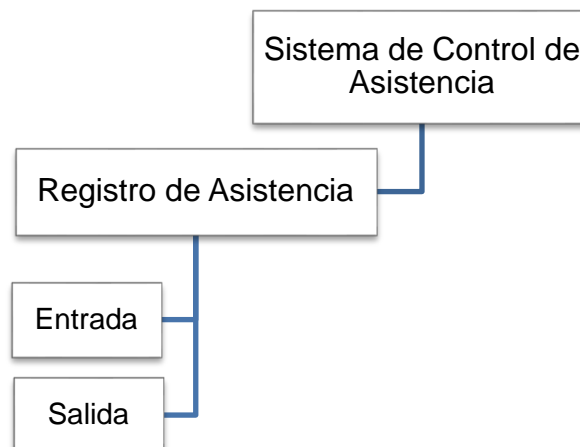 Sistema de Control de
Asistencia
Registro de Asistencia
Entrada
Salida